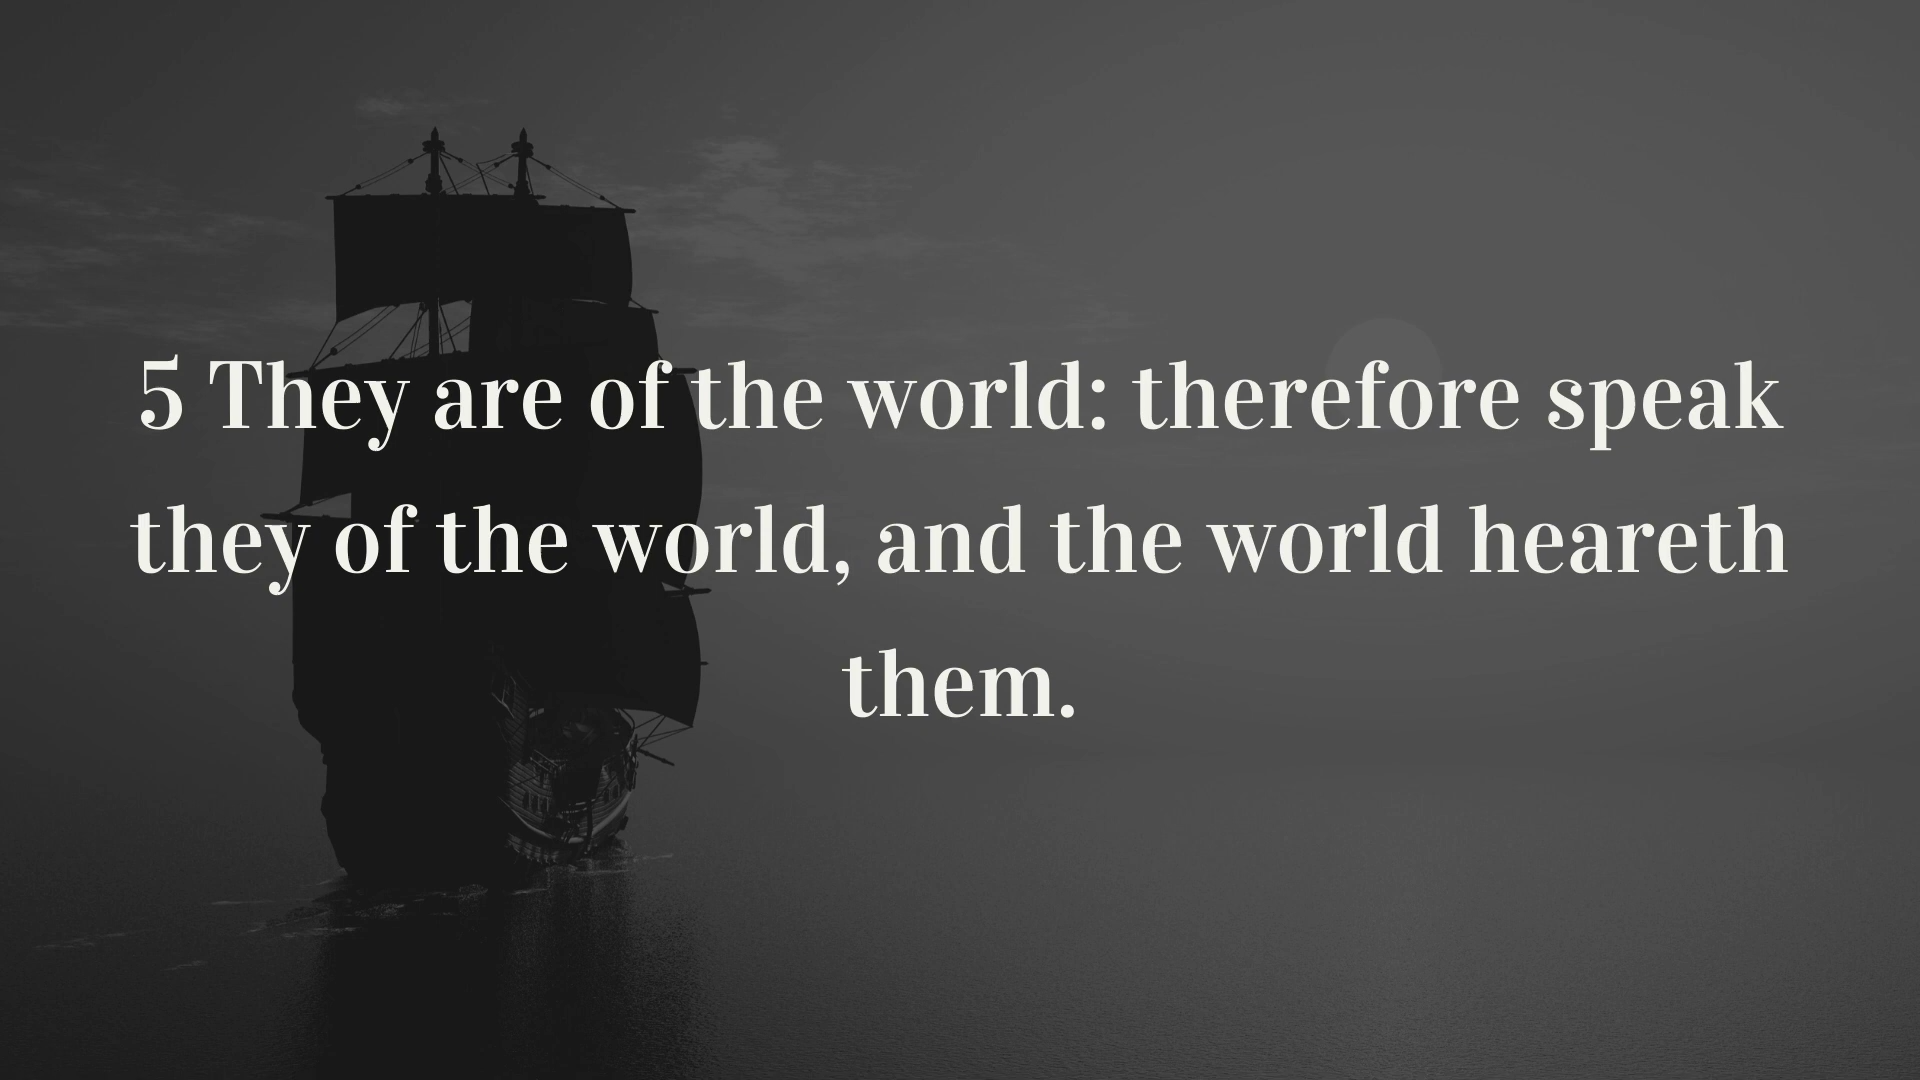 5 They are of the world: therefore speak
they of the world, and the world heareth
them.